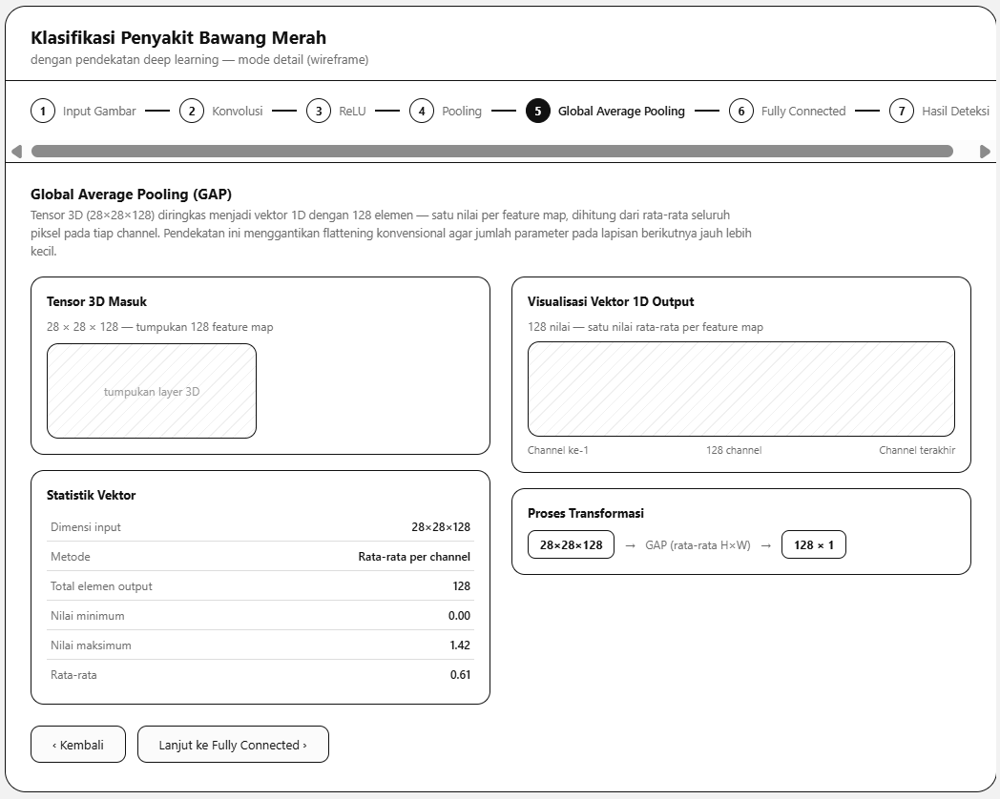 Klasifikasi Penyakit Bawang Merah
dengan pendekatan deep learning — mode detail (wireframe)
1 Input Gambar 2 Konvolusi 3 ReLU 4 Pooling 5 Global Average Pooling 6 Fully Connected 7 Hasil Deteksi
Global Average Pooling (GAP)
Tensor 3D (28×28×128) diringkas menjadi vektor 1D dengan 128 elemen — satu nilai per feature map, dihitung dari rata-rata seluruh
piksel pada tiap channel. Pendekatan ini menggantikan flattening konvensional agar jumlah parameter pada lapisan berikutnya jauh lebih
kecil.
Tensor 3D Masuk
28 × 28 × 128 — tumpukan 128 feature map
tumpukan layer 3D
Statistik Vektor
Dimensi input 28×28×128
Metode Rata-rata per channel
Total elemen output 128
Nilai minimum 0.00
Nilai maksimum 1.42
Rata-rata 0.61
Visualisasi Vektor 1D Output
128 nilai — satu nilai rata-rata per feature map
Channel ke-1 128 channel Channel terakhir
Proses Transformasi
28×28×128 → GAP (rata-rata H×W) → 128 × 1
‹ Kembali Lanjut ke Fully Connected ›